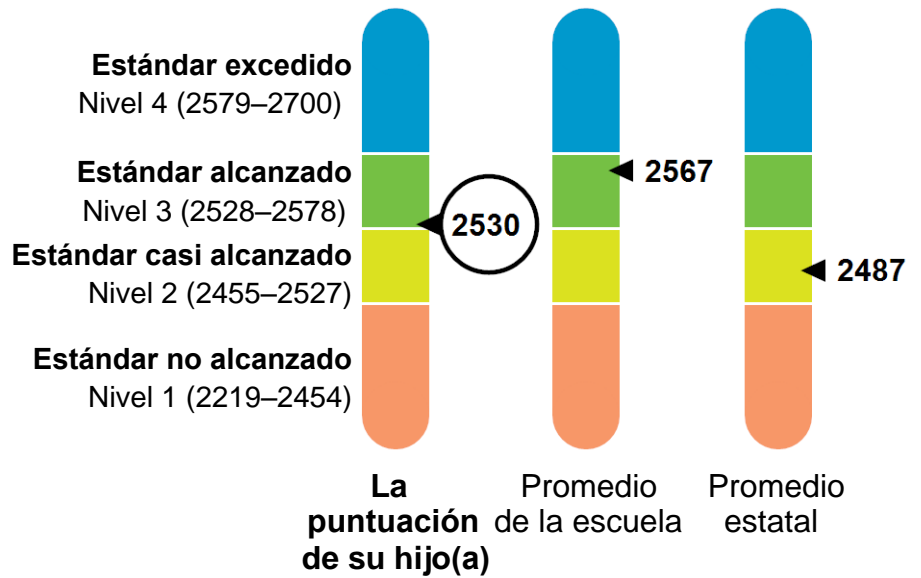 Estándar excedido
Nivel 4 (2579–2700)
Estándar alcanzado
Nivel 3 (2528–2578)
Estándar casi alcanzado
Nivel 2 (2455–2527)
Estándar no alcanzado
Nivel 1 (2219–2454)
2530
2567
2487
La
puntuación
de su hijo(a)
Promedio
de la escuela
Promedio
estatal